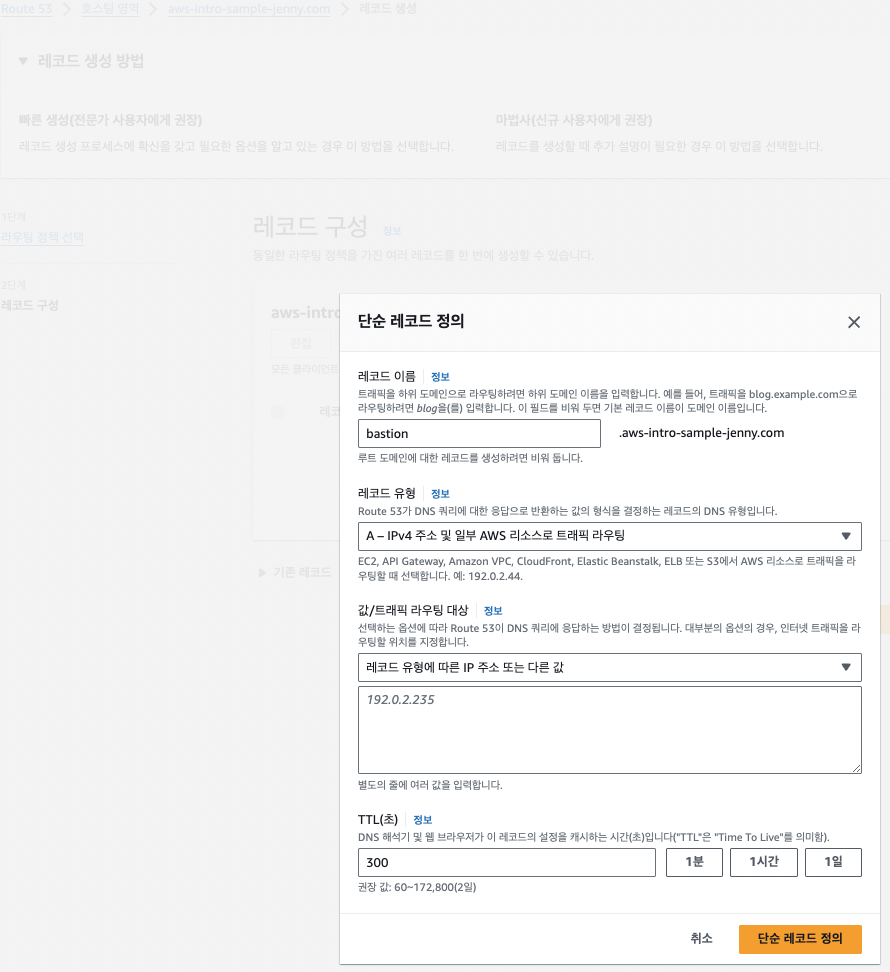 Route 53 > 호스팅 영역 > aws-intro-sample-jenny.com > 레코드 생성
▼ 레코드 생성 방법
빠른 생성(전문가 사용자에게 권장)
레코드 생성 프로세스에 확신을 갖고 필요한 옵션을 알고 있는 경우 이 방법을 선택합니다.
마법사(신규 사용자에게 권장)
레코드를 생성할 때 추가 설명이 필요한 경우 이 방법을 선택합니다.
1단계
라우팅 정책 선택
2단계
레코드 구성
레코드 구성 정보
동일한 라우팅 정책을 가진 여러 레코드를 한 번에 생성할 수 있습니다.
aws-intro
편집
모든 클라이언트
레코
▶ 기존 레코드
단순 레코드 정의
레코드 이름 정보
트래픽을 하위 도메인으로 라우팅하려면 하위 도메인 이름을 입력합니다. 예를 들어, 트래픽을 blog.example.com으로
라우팅하려면 blog을(를) 입력합니다. 이 필드를 비워 두면 기본 레코드 이름이 도메인 이름입니다.
bastion .aws-intro-sample-jenny.com
루트 도메인에 대한 레코드를 생성하려면 비워 둡니다.
레코드 유형 정보
Route 53가 DNS 쿼리에 대한 응답으로 반환하는 값의 형식을 결정하는 레코드의 DNS 유형입니다.
A – IPv4 주소 및 일부 AWS 리소스로 트래픽 라우팅
EC2, API Gateway, Amazon VPC, CloudFront, Elastic Beanstalk, ELB 또는 S3에서 AWS 리소스로 트래픽을 라
우팅할 때 선택합니다. 예: 192.0.2.44.
값/트래픽 라우팅 대상 정보
선택하는 옵션에 따라 Route 53이 DNS 쿼리에 응답하는 방법이 결정됩니다. 대부분의 옵션의 경우, 인터넷 트래픽을 라
우팅할 위치를 지정합니다.
레코드 유형에 따른 IP 주소 또는 다른 값
192.0.2.235
별도의 줄에 여러 값을 입력합니다.
TTL(초) 정보
DNS 해석기 및 웹 브라우저가 이 레코드의 설정을 캐시하는 시간(초)입니다("TTL"은 "Time To Live"를 의미함).
300 1분 1시간 1일
권장 값: 60~172,800(2일)
취소 단순 레코드 정의